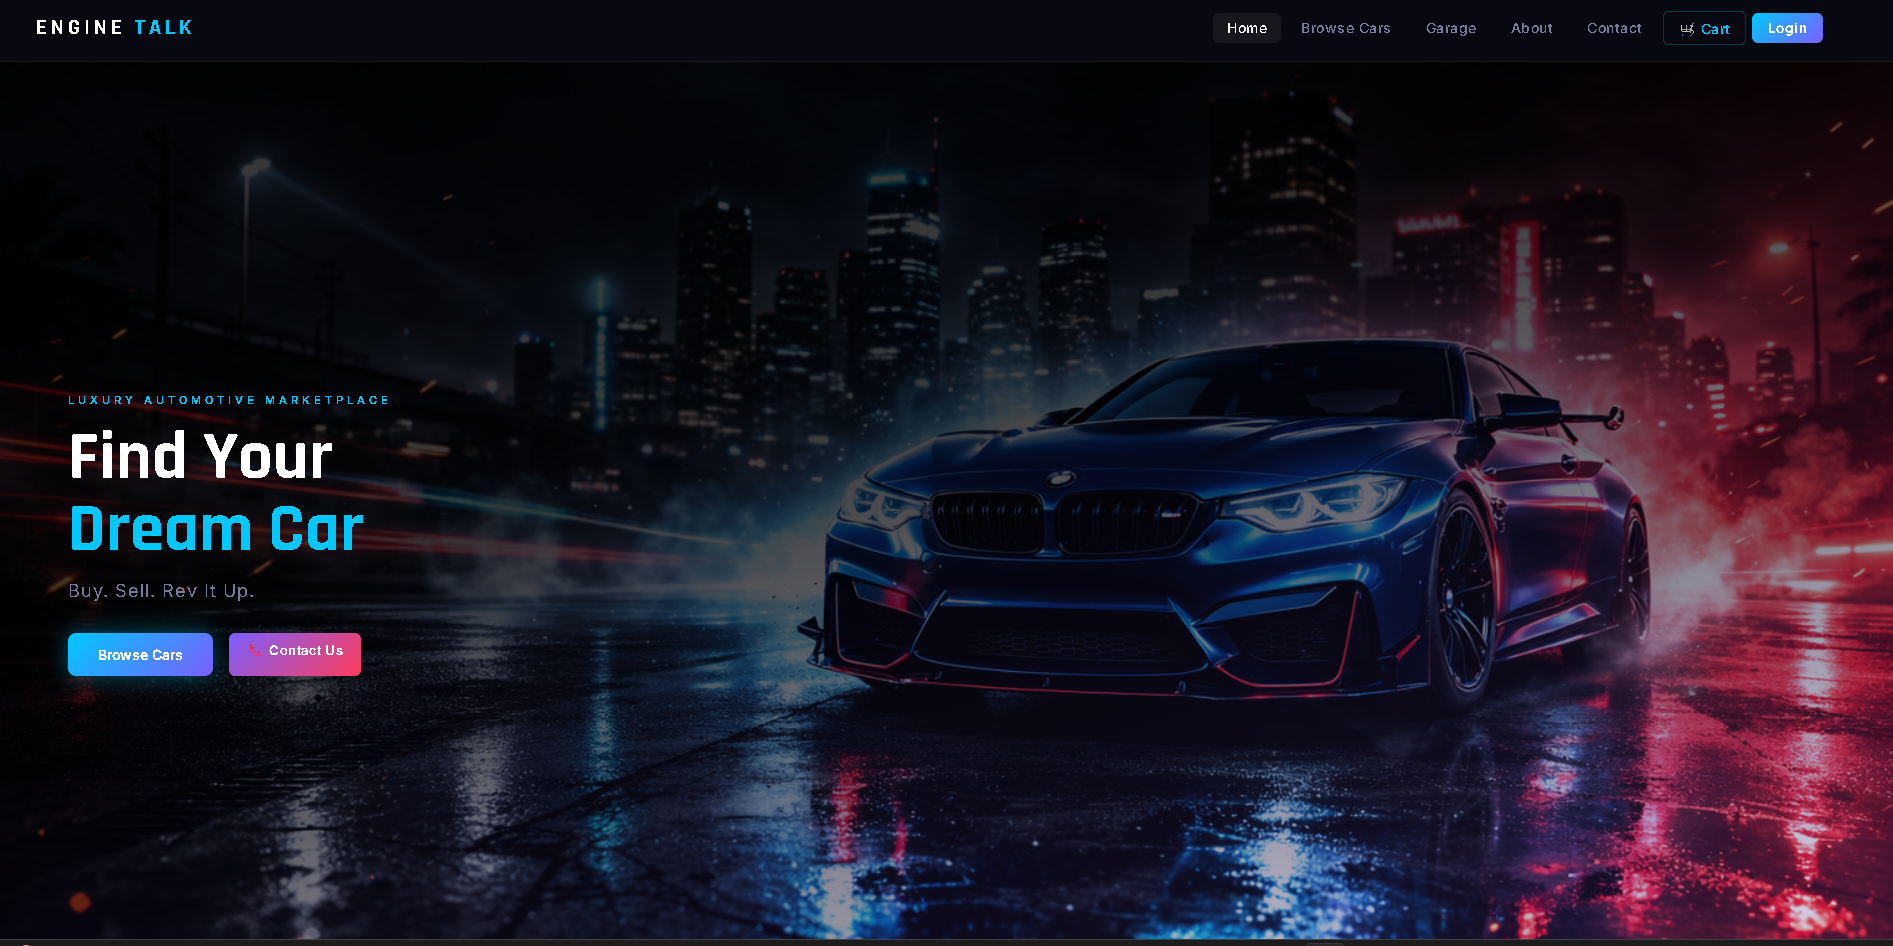 ENGINE TALK
Home Browse Cars Garage About Contact Cart Login
MIAMI
LUXURY AUTOMOTIVE MARKETPLACE
Find Your
Dream Car
Buy. Sell. Rev It Up.
Browse Cars Contact Us